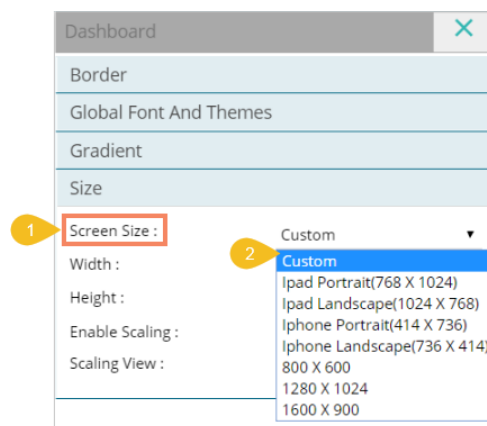 Dashboard
Border
Global Font And Themes
Gradient
Size
1 Screen Size : Custom
2 Custom
Width :
Ipad Portrait(768 X 1024)
Height :
Ipad Landscape(1024 X 768)
Iphone Portrait(414 X 736)
Enable Scaling :
Iphone Landscape(736 X 414)
Scaling View :
800 X 600
1280 X 1024
1600 X 900